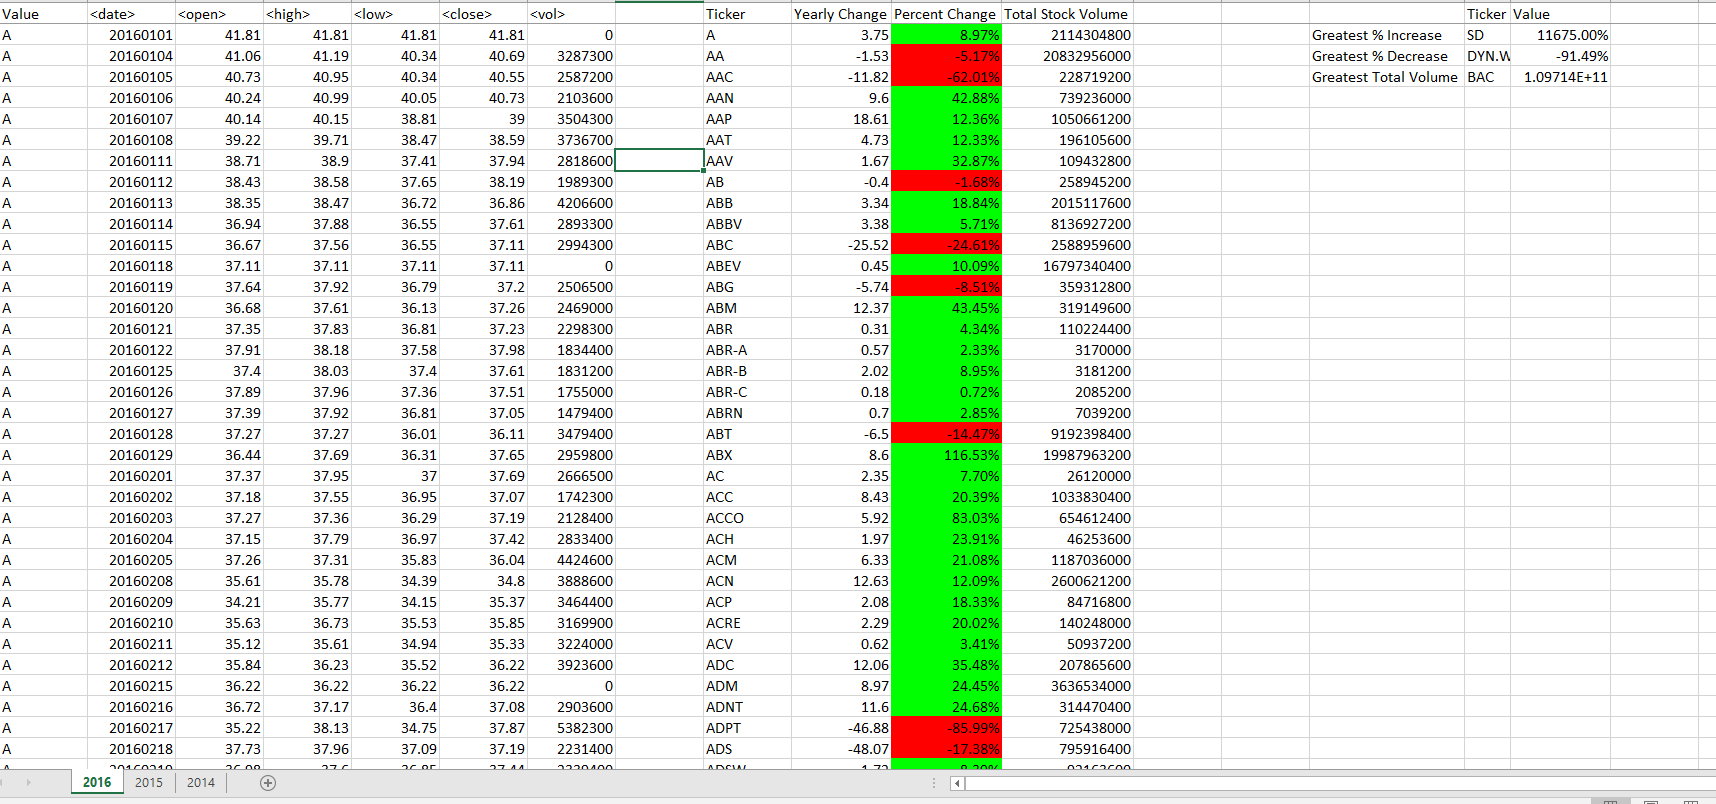 Value <date> <open> <high> <low> <close> <vol> Ticker Yearly Change Percent Change Total Stock Volume Ticker Value
A 20160101 41.81 41.81 41.81 41.81 0 A 3.75 8.97% 2114304800 Greatest % Increase SD 11675.00%
A 20160104 41.06 41.19 40.34 40.69 3287300 AA -1.53 -5.17% 20832956000 Greatest % Decrease DYN.W -91.49%
A 20160105 40.73 40.95 40.34 40.55 2587200 AAC -11.82 -62.01% 228719200 Greatest Total Volume BAC 1.09714E+11
A 20160106 40.24 40.99 40.05 40.73 2103600 AAN 9.6 42.88% 739236000
A 20160107 40.14 40.15 38.81 39 3504300 AAP 18.61 12.36% 1050661200
A 20160108 39.22 39.71 38.47 38.59 3736700 AAT 4.73 12.33% 196105600
A 20160111 38.71 38.9 37.41 37.94 2818600 AAV 1.67 32.87% 109432800
A 20160112 38.43 38.58 37.65 38.19 1989300 AB -0.4 -1.68% 258945200
A 20160113 38.35 38.47 36.72 36.86 4206600 ABB 3.34 18.84% 2015117600
A 20160114 36.94 37.88 36.55 37.61 2893300 ABBV 3.38 5.71% 8136927200
A 20160115 36.67 37.56 36.55 37.11 2994300 ABC -25.52 -24.61% 2588959600
A 20160118 37.11 37.11 37.11 37.11 0 ABEV 0.45 10.09% 16797340400
A 20160119 37.64 37.92 36.79 37.2 2506500 ABG -5.74 -8.51% 359312800
A 20160120 36.68 37.61 36.13 37.26 2469000 ABM 12.37 43.45% 319149600
A 20160121 37.35 37.83 36.81 37.23 2298300 ABR 0.31 4.34% 110224400
A 20160122 37.91 38.18 37.58 37.98 1834400 ABR-A 0.57 2.33% 3170000
A 20160125 37.4 38.03 37.4 37.61 1831200 ABR-B 2.02 8.95% 3181200
A 20160126 37.89 37.96 37.36 37.51 1755000 ABR-C 0.18 0.72% 2085200
A 20160127 37.39 37.92 36.81 37.05 1479400 ABRN 0.7 2.85% 7039200
A 20160128 37.27 37.27 36.01 36.11 3479400 ABT -6.5 -14.47% 9192398400
A 20160129 36.44 37.69 36.31 37.65 2959800 ABX 8.6 116.53% 19987963200
A 20160201 37.37 37.95 37 37.69 2666500 AC 2.35 7.70% 26120000
A 20160202 37.18 37.55 36.95 37.07 1742300 ACC 8.43 20.39% 1033830400
A 20160203 37.27 37.36 36.29 37.19 2128400 ACCO 5.92 83.03% 654612400
A 20160204 37.15 37.79 36.97 37.42 2833400 ACH 1.97 23.91% 46253600
A 20160205 37.26 37.31 35.83 36.04 4424600 ACM 6.33 21.08% 1187036000
A 20160208 35.61 35.78 34.39 34.8 3888600 ACN 12.63 12.09% 2600621200
A 20160209 34.21 35.77 34.15 35.37 3464400 ACP 2.08 18.33% 84716800
A 20160210 35.63 36.73 35.53 35.85 3169900 ACRE 2.29 20.02% 140248000
A 20160211 35.12 35.61 34.94 35.33 3224000 ACV 0.62 3.41% 50937200
A 20160212 35.84 36.23 35.52 36.22 3923600 ADC 12.06 35.48% 207865600
A 20160215 36.22 36.22 36.22 36.22 0 ADM 8.97 24.45% 3636534000
A 20160216 36.72 37.17 36.4 37.08 2903600 ADNT 11.6 24.68% 314470400
A 20160217 35.22 38.13 34.75 37.87 5382300 ADPT -46.88 -85.99% 725438000
A 20160218 37.73 37.96 37.09 37.19 2231400 ADS -48.07 -17.38% 795916400
2016 2015 2014